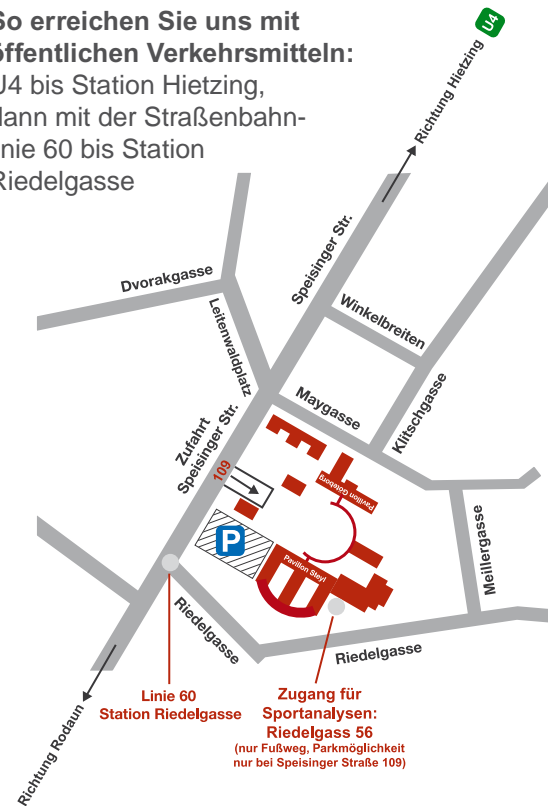 So erreichen Sie uns mit
öffentlichen Verkehrsmitteln:
U4 bis Station Hietzing,
dann mit der Straßenbahn-
linie 60 bis Station
Riedelgasse
U4
Richtung Hietzing
Speisinger Str.
Dvorakgasse
Leitenwaldplatz
Winkelbreiten
Klitschgasse
Maygasse
Zufahrt
Speisinger Str.
109
Pavillon Göteborg
P
Pavillon Steyl
Meillergasse
Riedelgasse
Riedelgasse
Linie 60
Station Riedelgasse
Zugang für
Sportanalysen:
Riedelgass 56
(nur Fußweg, Parkmöglichkeit
nur bei Speisinger Straße 109)
Richtung Rodaun